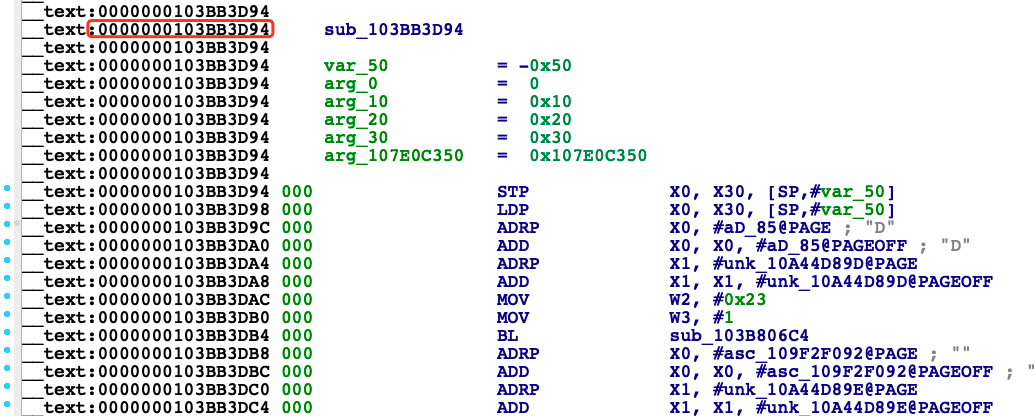 __text:0000000103BB3D94
__text:0000000103BB3D94 sub_103BB3D94
__text:0000000103BB3D94
__text:0000000103BB3D94 var_50 = -0x50
__text:0000000103BB3D94 arg_0 = 0
__text:0000000103BB3D94 arg_10 = 0x10
__text:0000000103BB3D94 arg_20 = 0x20
__text:0000000103BB3D94 arg_30 = 0x30
__text:0000000103BB3D94 arg_107E0C350 = 0x107E0C350
__text:0000000103BB3D94
__text:0000000103BB3D94 000 STP X0, X30, [SP,#var_50]
__text:0000000103BB3D98 000 LDP X0, X30, [SP,#var_50]
__text:0000000103BB3D9C 000 ADRP X0, #aD_85@PAGE ; "D"
__text:0000000103BB3DA0 000 ADD X0, X0, #aD_85@PAGEOFF ; "D"
__text:0000000103BB3DA4 000 ADRP X1, #unk_10A44D89D@PAGE
__text:0000000103BB3DA8 000 ADD X1, X1, #unk_10A44D89D@PAGEOFF
__text:0000000103BB3DAC 000 MOV W2, #0x23
__text:0000000103BB3DB0 000 MOV W3, #1
__text:0000000103BB3DB4 000 BL sub_103B806C4
__text:0000000103BB3DB8 000 ADRP X0, #asc_109F2F092@PAGE ; ""
__text:0000000103BB3DBC 000 ADD X0, X0, #asc_109F2F092@PAGEOFF ; "
__text:0000000103BB3DC0 000 ADRP X1, #unk_10A44D89E@PAGE
__text:0000000103BB3DC4 000 ADD X1, X1, #unk_10A44D89E@PAGEOFF